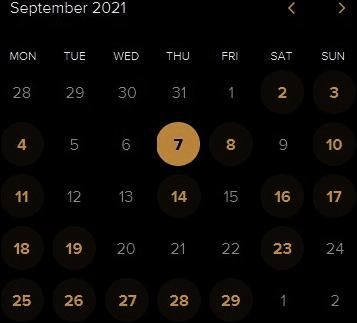 September 2021
MON TUE WED THU FRI SAT SUN
28 29 30 31 1 2 3
4 5 6 7 8 9 10
11 12 13 14 15 16 17
18 19 20 21 22 23 24
25 26 27 28 29 1 2